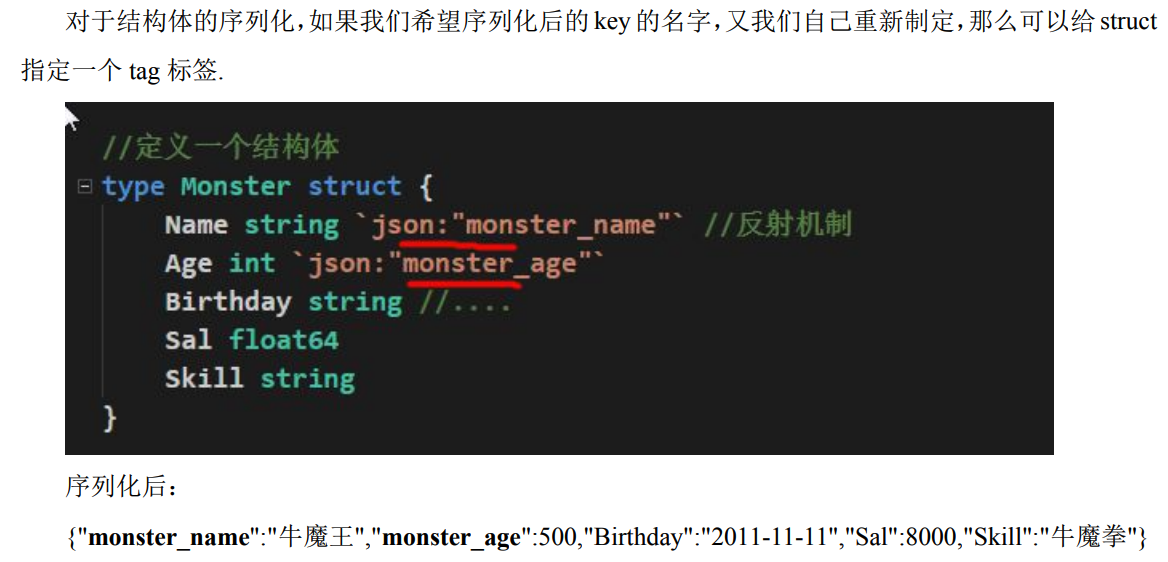 对于结构体的序列化,如果我们希望序列化后的 key 的名字,又我们自己重新制定,那么可以给 struct
指定一个 tag 标签.
//定义一个结构体
type Monster struct {
Name string `json:"monster_name"` //反射机制
Age int `json:"monster_age"`
Birthday string //....
Sal float64
Skill string
}
序列化后:
{"monster_name":"牛魔王","monster_age":500,"Birthday":"2011-11-11","Sal":8000,"Skill":"牛魔拳"}